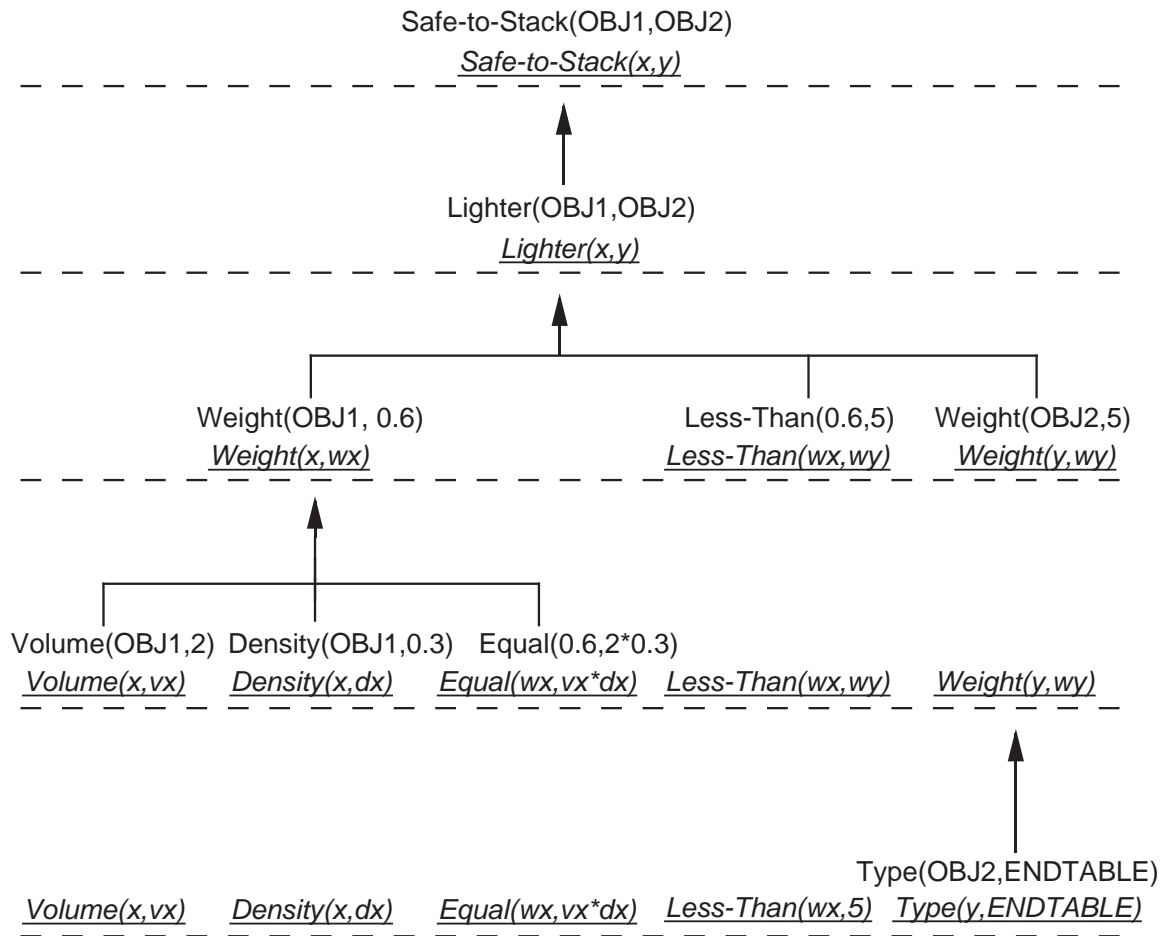 Safe-to-Stack(OBJ1,OBJ2)
Safe-to-Stack(x,y)
Lighter(OBJ1,OBJ2)
Lighter(x,y)
Weight(OBJ1, 0.6) Less-Than(0.6,5) Weight(OBJ2,5)
Weight(x,wx) Less-Than(wx,wy) Weight(y,wy)
Volume(OBJ1,2) Density(OBJ1,0.3) Equal(0.6,2*0.3)
Volume(x,vx) Density(x,dx) Equal(wx,vx*dx) Less-Than(wx,wy) Weight(y,wy)
Type(OBJ2,ENDTABLE)
Volume(x,vx) Density(x,dx) Equal(wx,vx*dx) Less-Than(wx,5) Type(y,ENDTABLE)